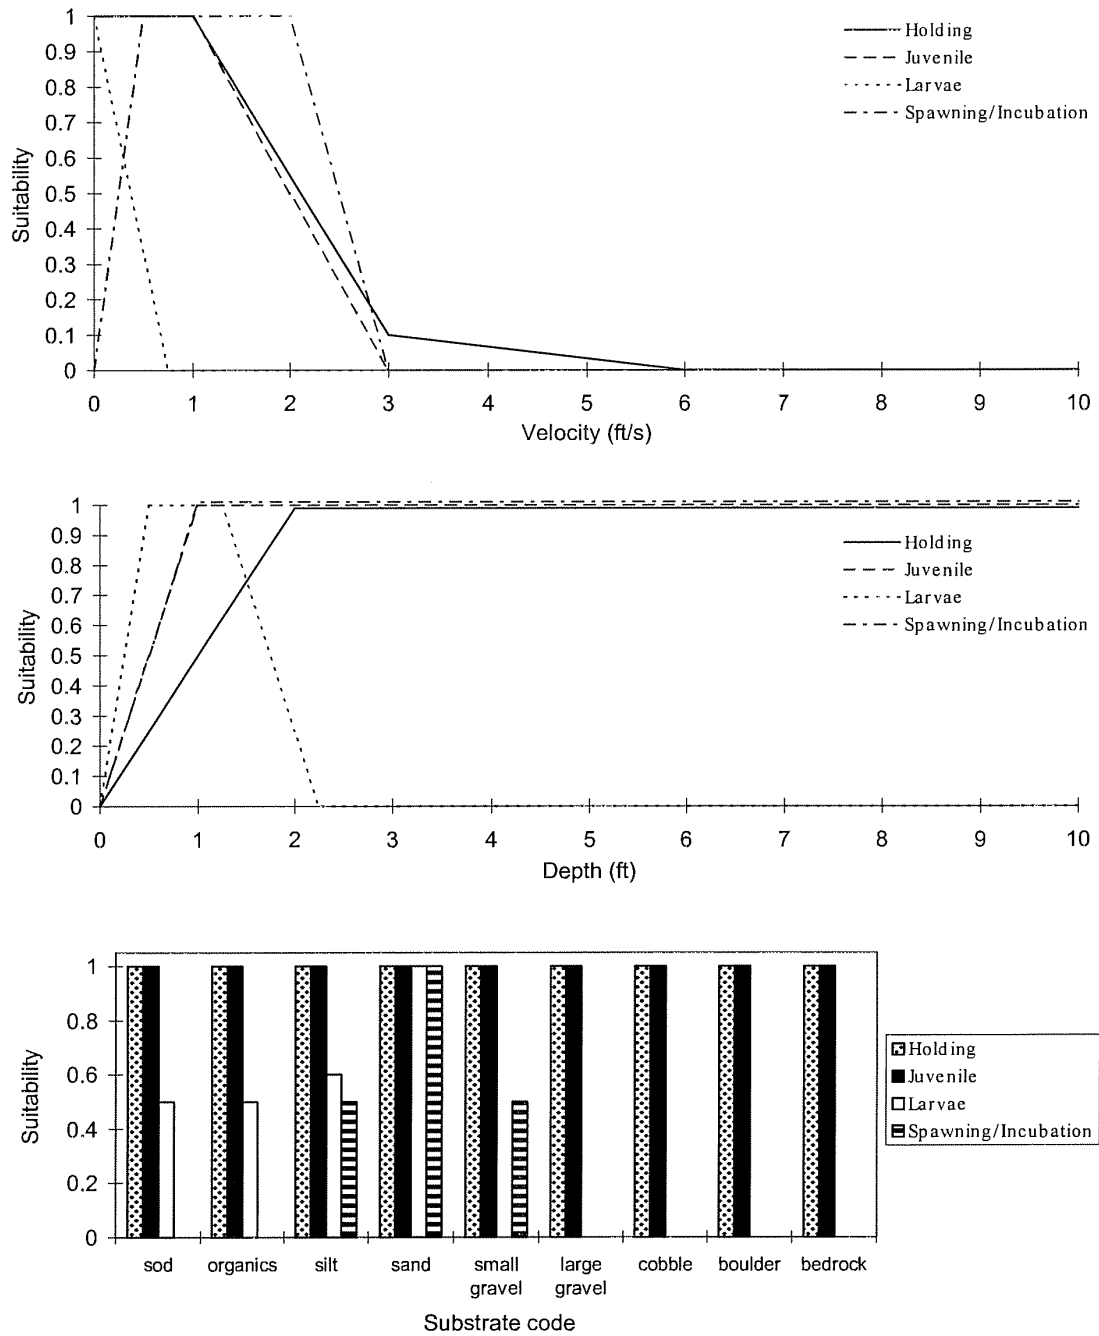 1
0.9
0.8
0.7
0.6
0.5
0.4
0.3
0.2
0.1
0
Suitability
0 1 2 3 4 5 6 7 8 9 10
Velocity (ft/s)
Holding
Juvenile
Larvae
Spawning/Incubation
1
0.9
0.8
0.7
0.6
0.5
0.4
0.3
0.2
0.1
0
Suitability
0 1 2 3 4 5 6 7 8 9 10
Depth (ft)
Holding
Juvenile
Larvae
Spawning/Incubation
1
0.8
0.6
0.4
0.2
0
Suitability
sod organics silt sand small large cobble boulder bedrock
gravel gravel
Substrate code
Holding
Juvenile
Larvae
Spawning/Incubation